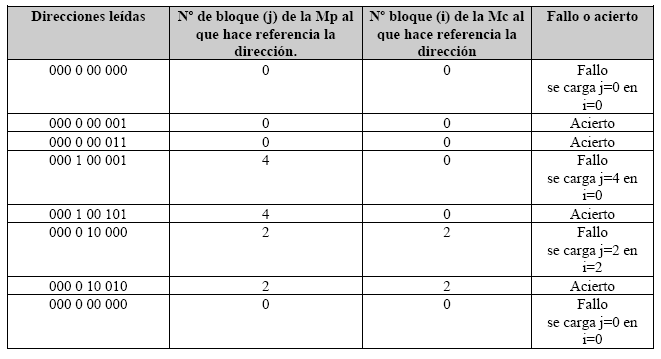 Direcciones leídas
Nº de bloque (j) de la Mp al
que hace referencia la
dirección.
Nº bloque (i) de la Mc al
que hace referencia la
dirección
Fallo o acierto
000 0 00 000
0
0
Fallo
se carga j=0 en
i=0
000 0 00 001
0
0
Acierto
000 0 00 011
0
0
Acierto
000 1 00 001
4
0
Fallo
se carga j=4 en
i=0
000 1 00 101
4
0
Acierto
000 0 10 000
2
2
Fallo
se carga j=2 en
i=2
000 0 10 010
2
2
Acierto
000 0 00 000
0
0
Fallo
se carga j=0 en
i=0